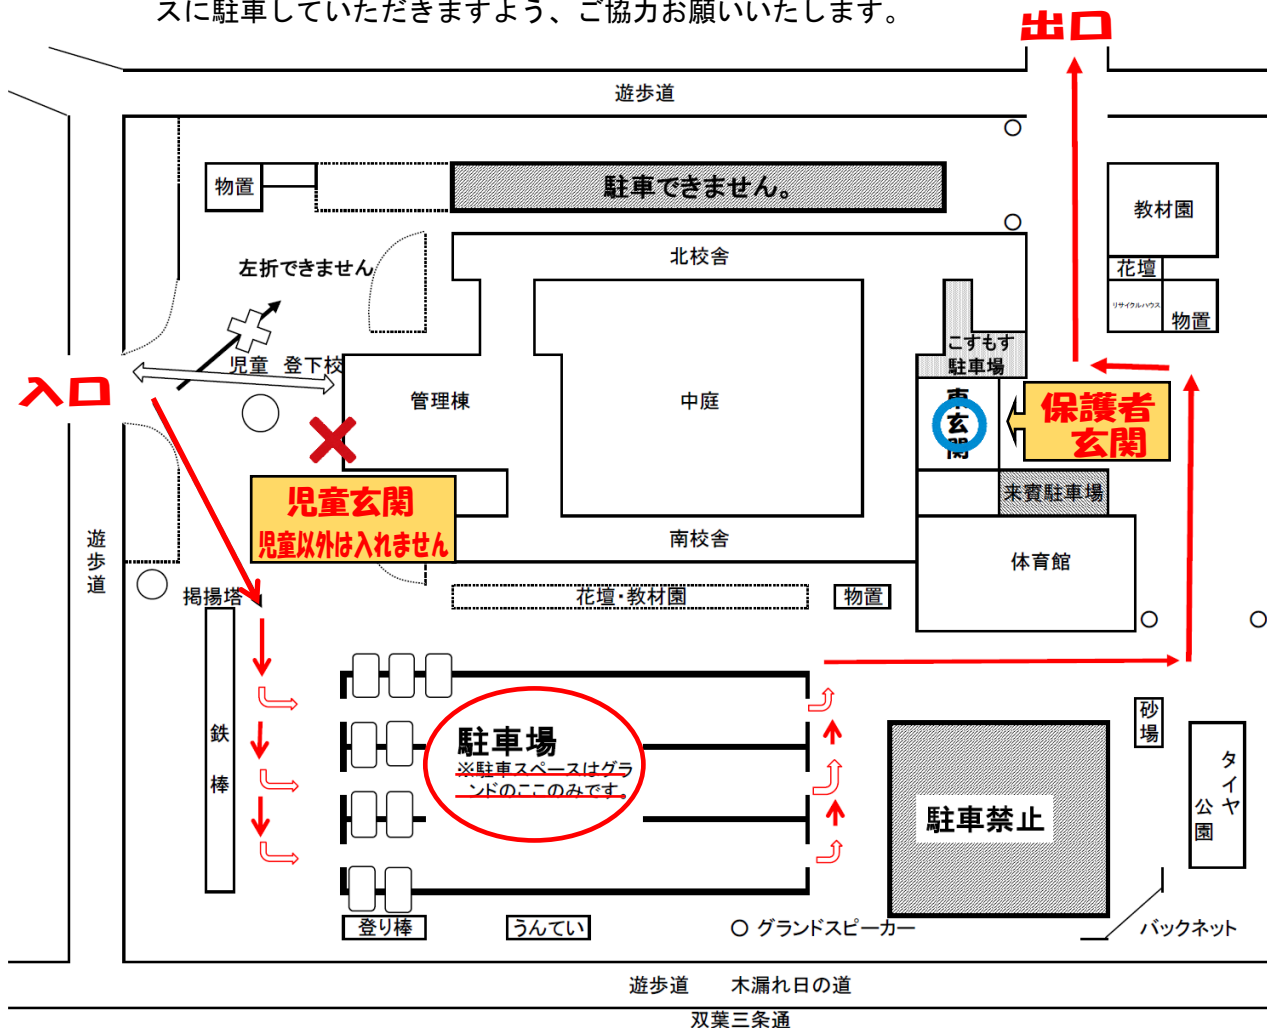 スに駐車していただきますよう、ご協力お願いいたします。
出口
遊歩道
物置
駐車できません。
教材園
北校舎
花壇
左折できません
リサイクルハウス
物置
こすもす
駐車場
児童 登下校
入口
管理棟
中庭
東玄関
保護者
玄関
児童玄関
児童以外は入れません
来賓駐車場
遊歩道
南校舎
体育館
掲揚塔
花壇・教材園
物置
鉄棒
駐車場
※駐車スペースはグラ
ンドのここのみです。
砂場
タイヤ
公園
駐車禁止
登り棒
うんてい
グランドスピーカー
バックネット
遊歩道 木漏れ日の道
双葉三条通